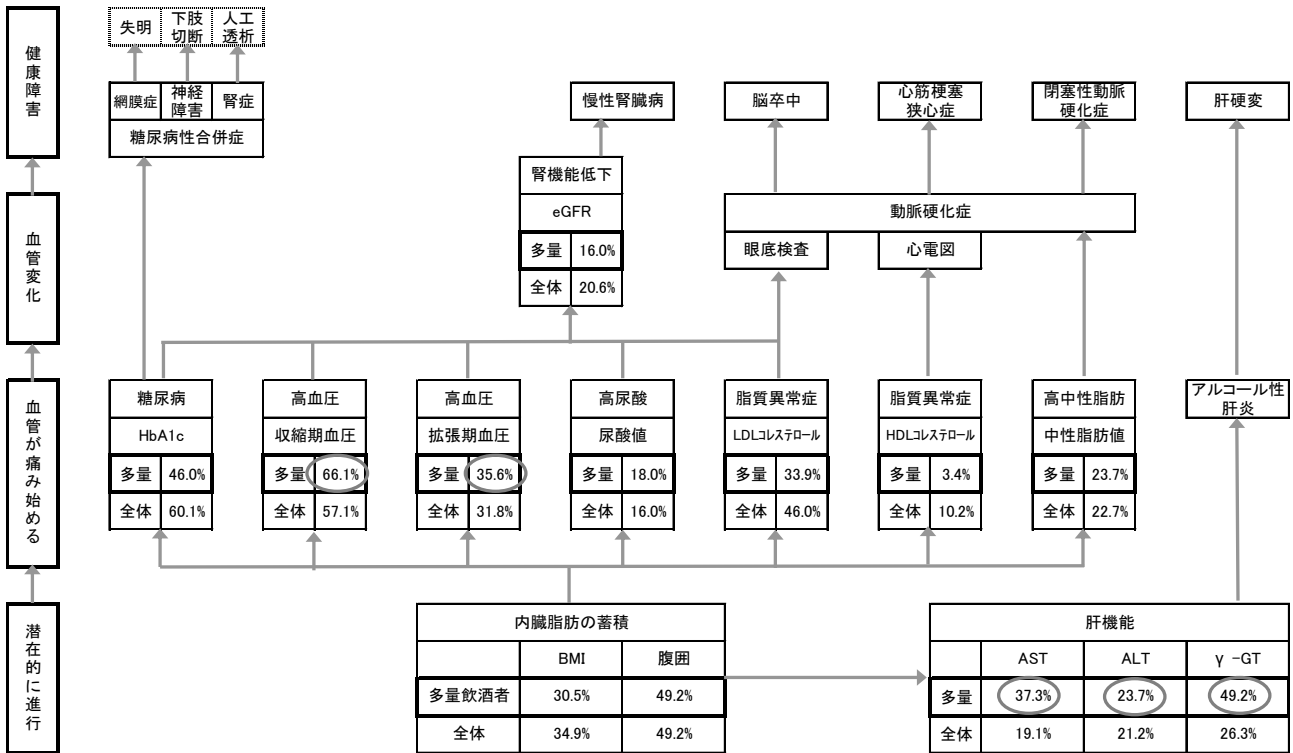 健康障害
血管変化
血管が痛み始める
潜在的に進行
失明
下肢
切断
人工
透析
網膜症
神経
障害
腎症
糖尿病性合併症
慢性腎臓病
脳卒中
心筋梗塞
狭心症
閉塞性動脈
硬化症
肝硬変
腎機能低下
eGFR
多量 16.0%
全体 20.6%
動脈硬化症
眼底検査
心電図
糖尿病
HbA1c
多量 46.0%
全体 60.1%
高血圧
収縮期血圧
多量 66.1%
全体 57.1%
高血圧
拡張期血圧
多量 35.6%
全体 31.8%
高尿酸
尿酸値
多量 18.0%
全体 16.0%
脂質異常症
LDLコレステロール
多量 33.9%
全体 46.0%
脂質異常症
HDLコレステロール
多量 3.4%
全体 10.2%
高中性脂肪
中性脂肪値
多量 23.7%
全体 22.7%
アルコール性
肝炎
内臓脂肪の蓄積
BMI 腹囲
多量飲酒者 30.5% 49.2%
全体 34.9% 49.2%
肝機能
AST ALT γ-GT
多量 37.3% 23.7% 49.2%
全体 19.1% 21.2% 26.3%